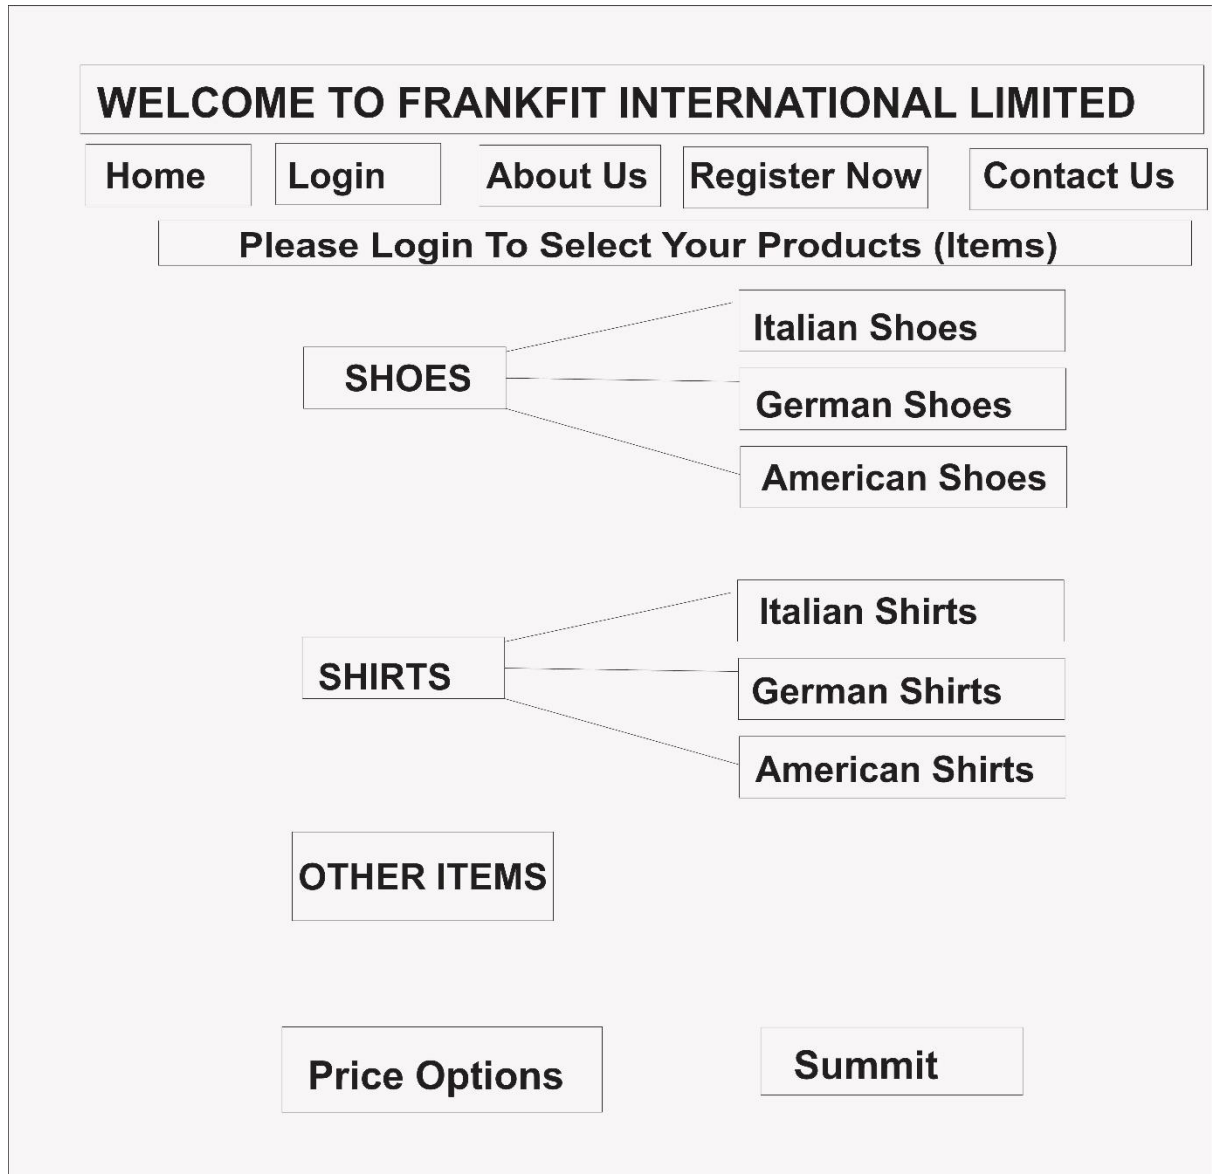 WELCOME TO FRANKFIT INTERNATIONAL LIMITED
Home Login About Us Register Now Contact Us
Please Login To Select Your Products (Items)
SHOES
Italian Shoes
German Shoes
American Shoes
SHIRTS
Italian Shirts
German Shirts
American Shirts
OTHER ITEMS
Price Options
Summit